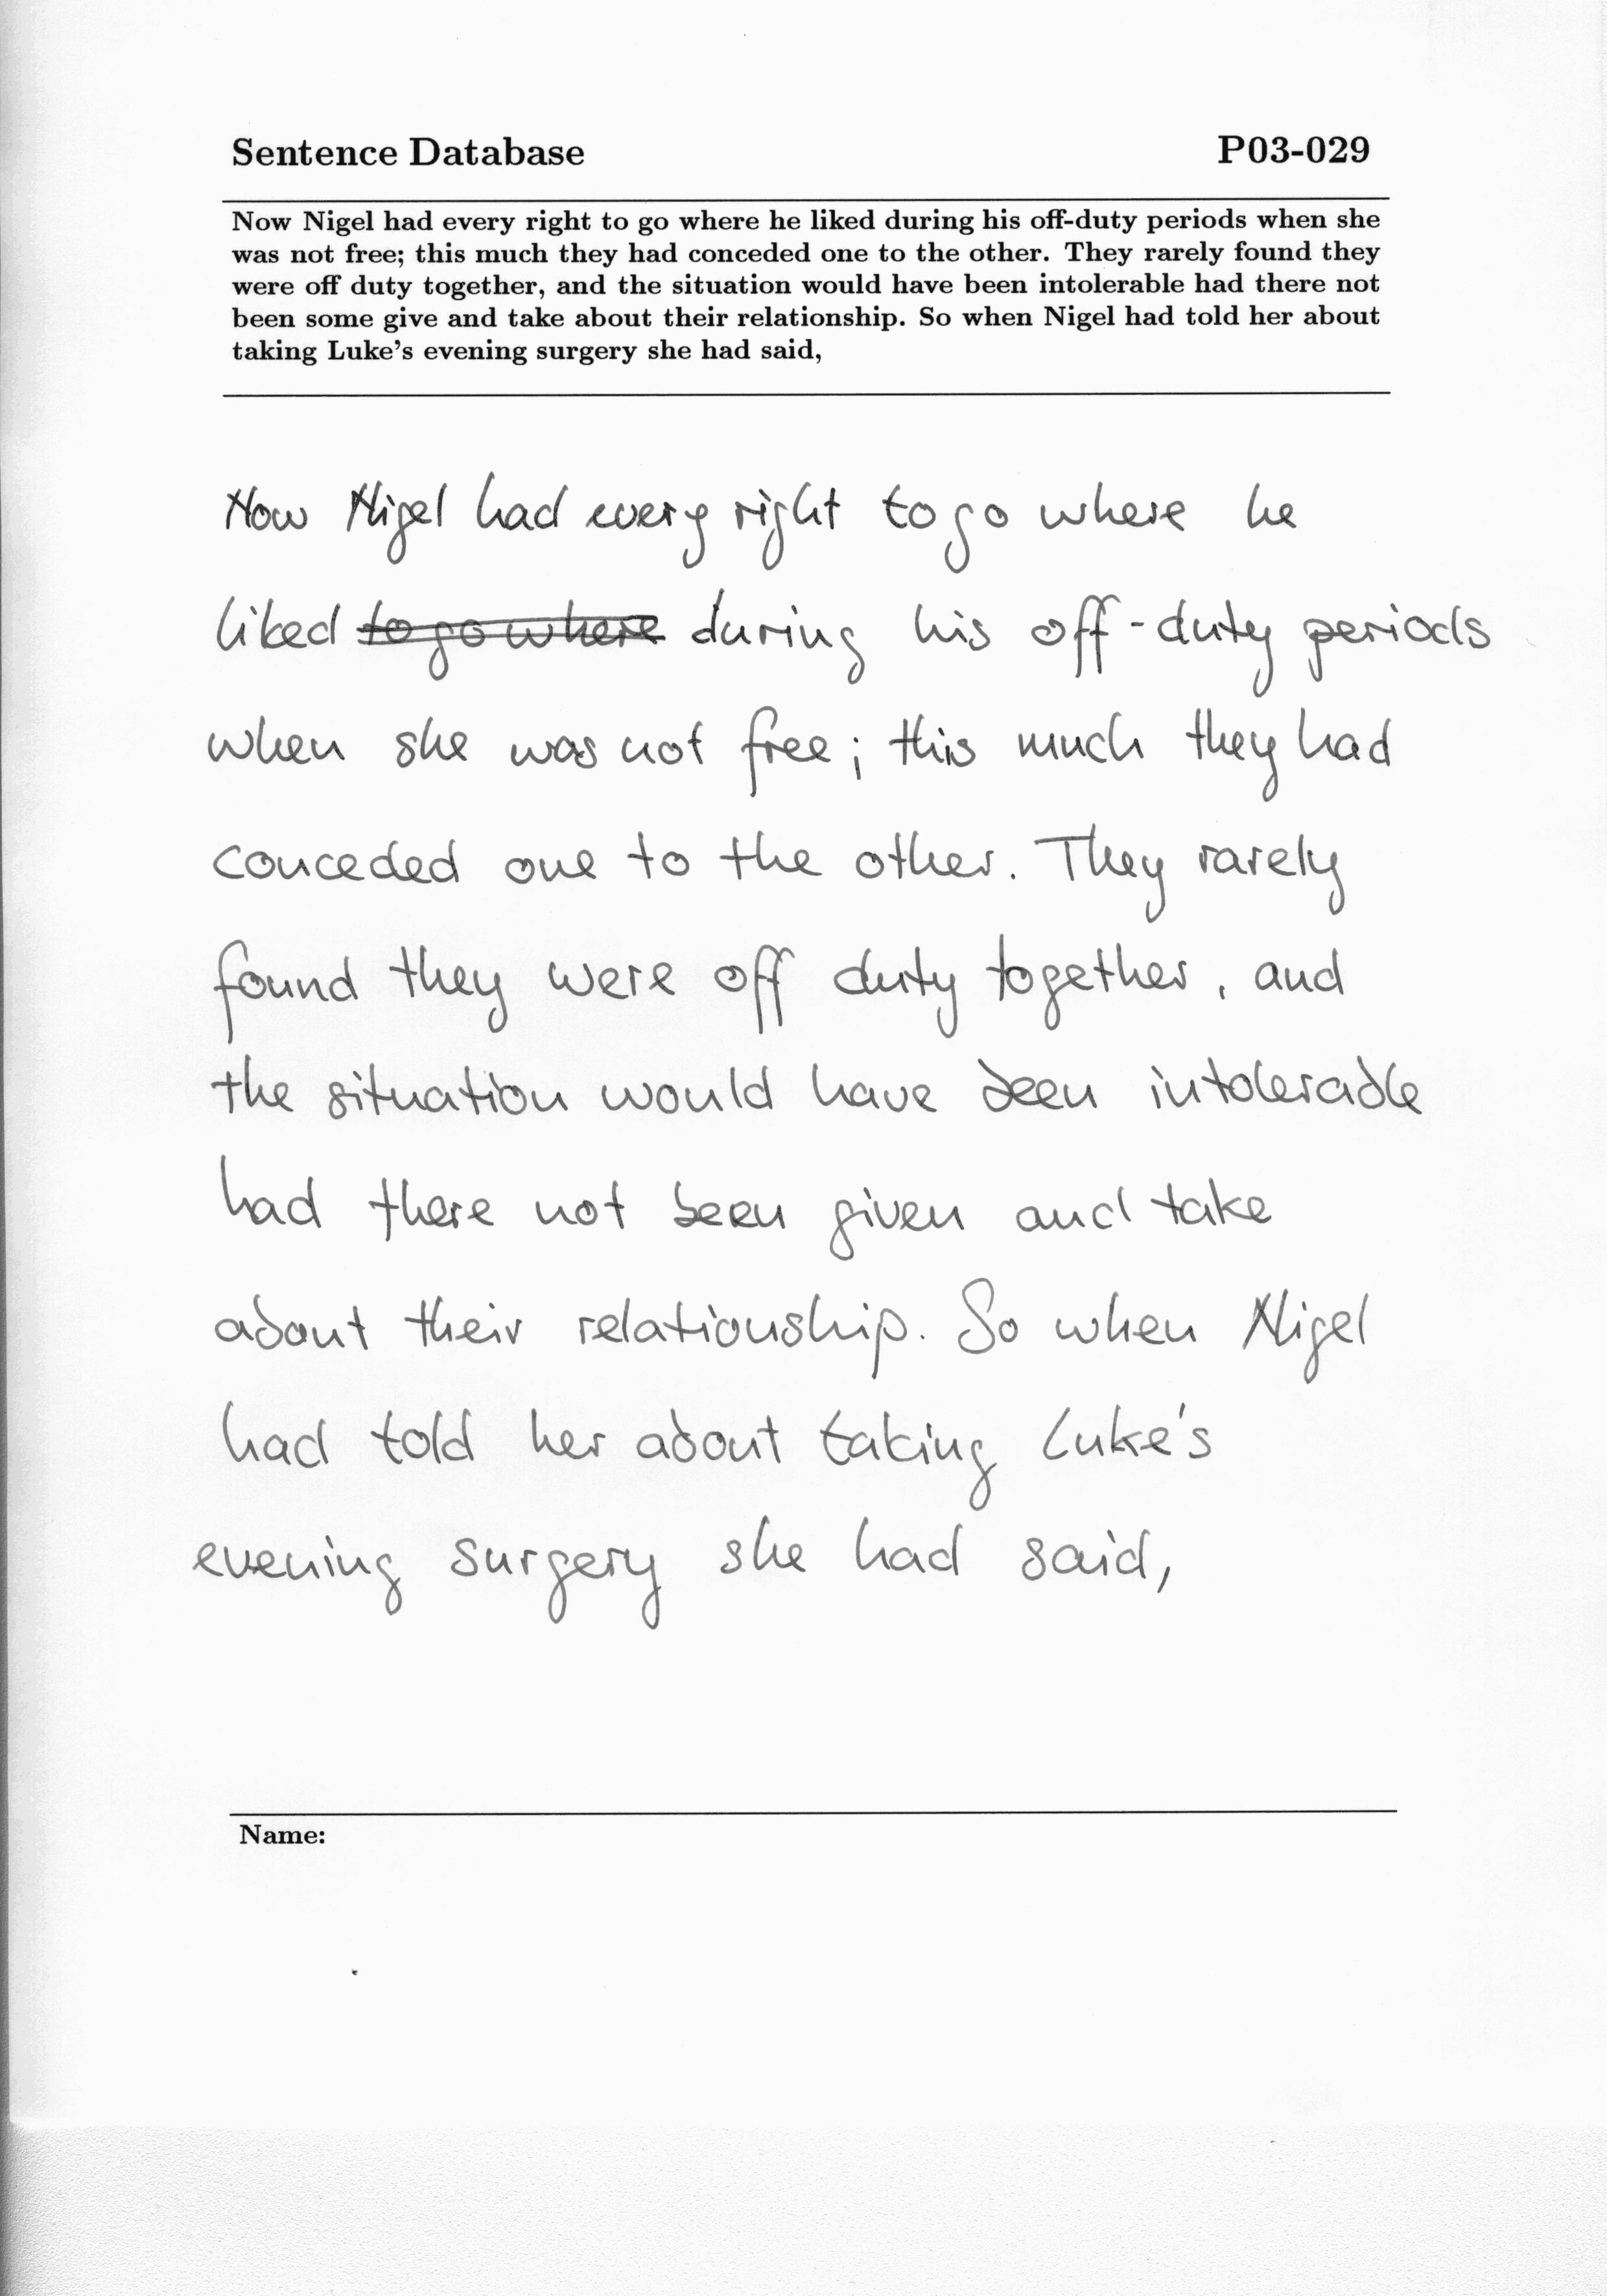 Sentence Database P03-029
Now Nigel had every right to go where he liked during his off-duty periods when she
was not free; this much they had conceded one to the other. They rarely found they
were off duty together, and the situation would have been intolerable had there not
been some give and take about their relationship. So when Nigel had told her about
taking Luke's evening surgery she had said,
Now Nigel had every right to go where he
liked to go where during his off-duty periods
when she was not free; this much they had
conceded one to the other. They rarely
found they were off duty together, and
the situation would have been intolerable
had there not been given and take
about their relationship. So when Nigel
had told her about taking Luke's
evening surgery she had said,
Name: